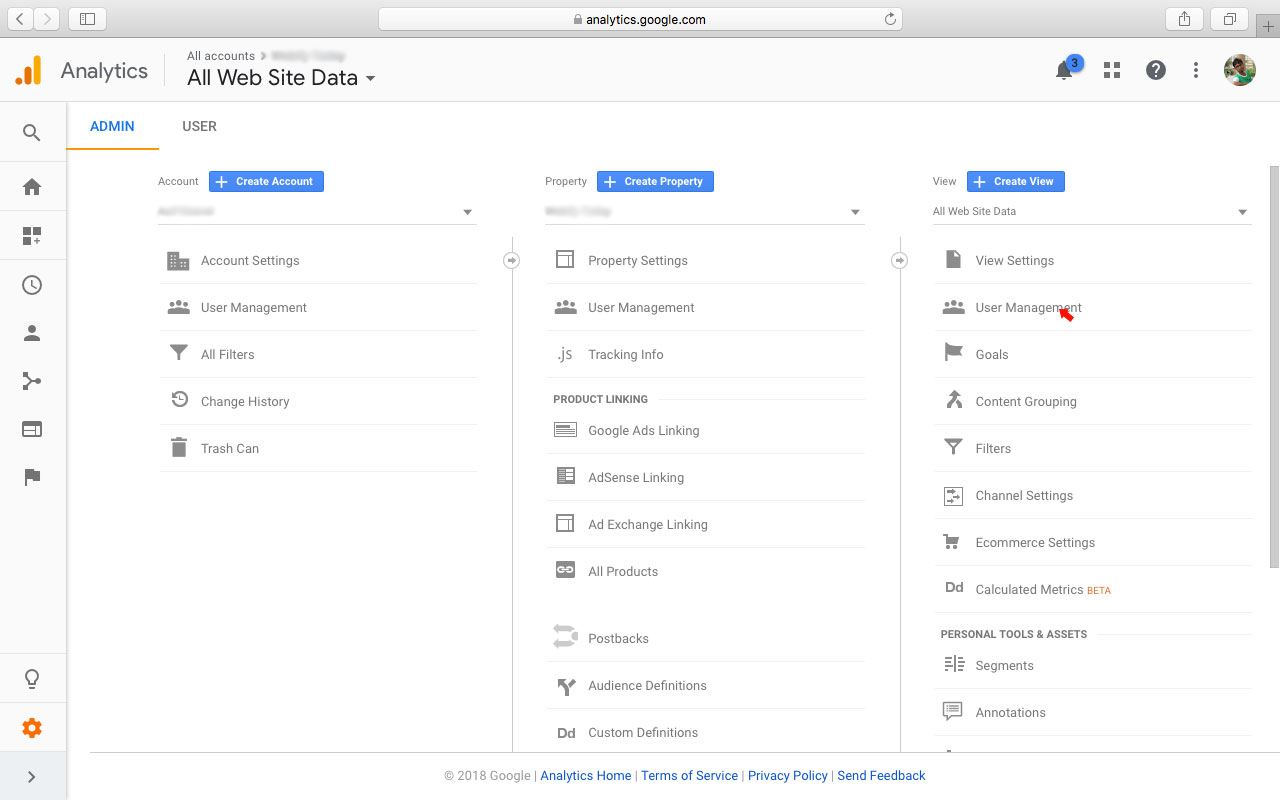 analytics.google.com
Analytics
All accounts >
All Web Site Data
3
ADMIN USER
Account + Create Account
Account Settings
User Management
All Filters
Change History
Trash Can
Property + Create Property
Property Settings
User Management
.js Tracking Info
PRODUCT LINKING
Google Ads Linking
AdSense Linking
Ad Exchange Linking
All Products
Postbacks
Audience Definitions
Dd Custom Definitions
View + Create View
All Web Site Data
View Settings
User Management
Goals
Content Grouping
Filters
Channel Settings
Ecommerce Settings
Dd Calculated Metrics BETA
PERSONAL TOOLS & ASSETS
Segments
Annotations
© 2018 Google | Analytics Home | Terms of Service | Privacy Policy | Send Feedback